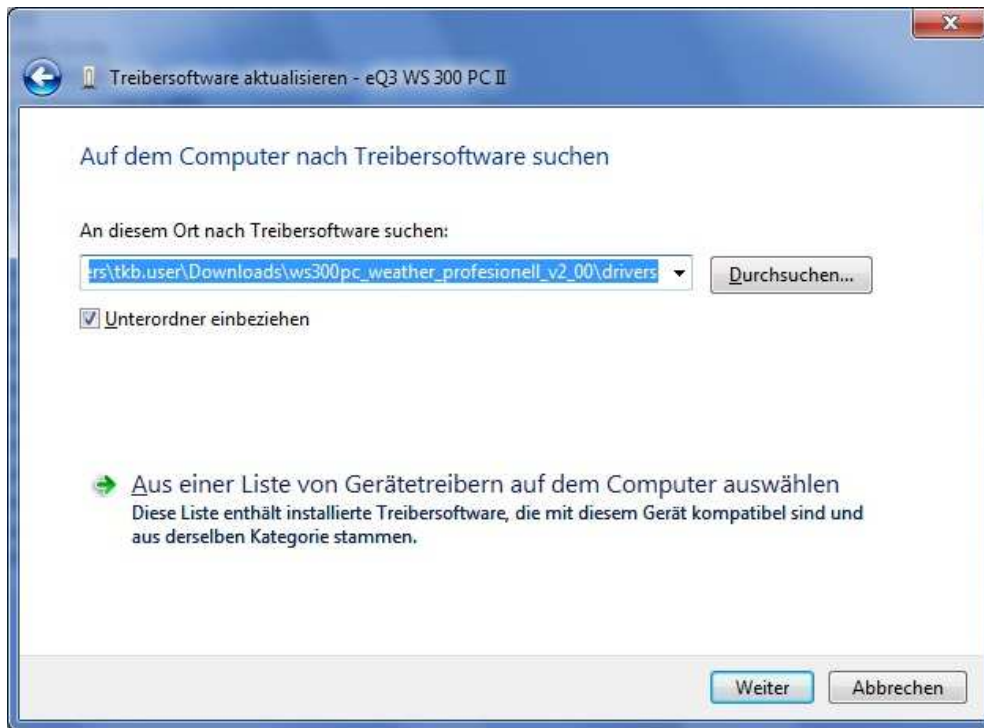 Treibersoftware aktualisieren - eQ3 WS 300 PC II
Auf dem Computer nach Treibersoftware suchen
An diesem Ort nach Treibersoftware suchen:
ers\tkb.user\Downloads\ws300pc_weather_profesionell_v2_00\drivers
Durchsuchen...
Unterordner einbeziehen
Aus einer Liste von Gerätetreibern auf dem Computer auswählen
Diese Liste enthält installierte Treibersoftware, die mit diesem Gerät kompatibel sind und
aus derselben Kategorie stammen.
Weiter
Abbrechen